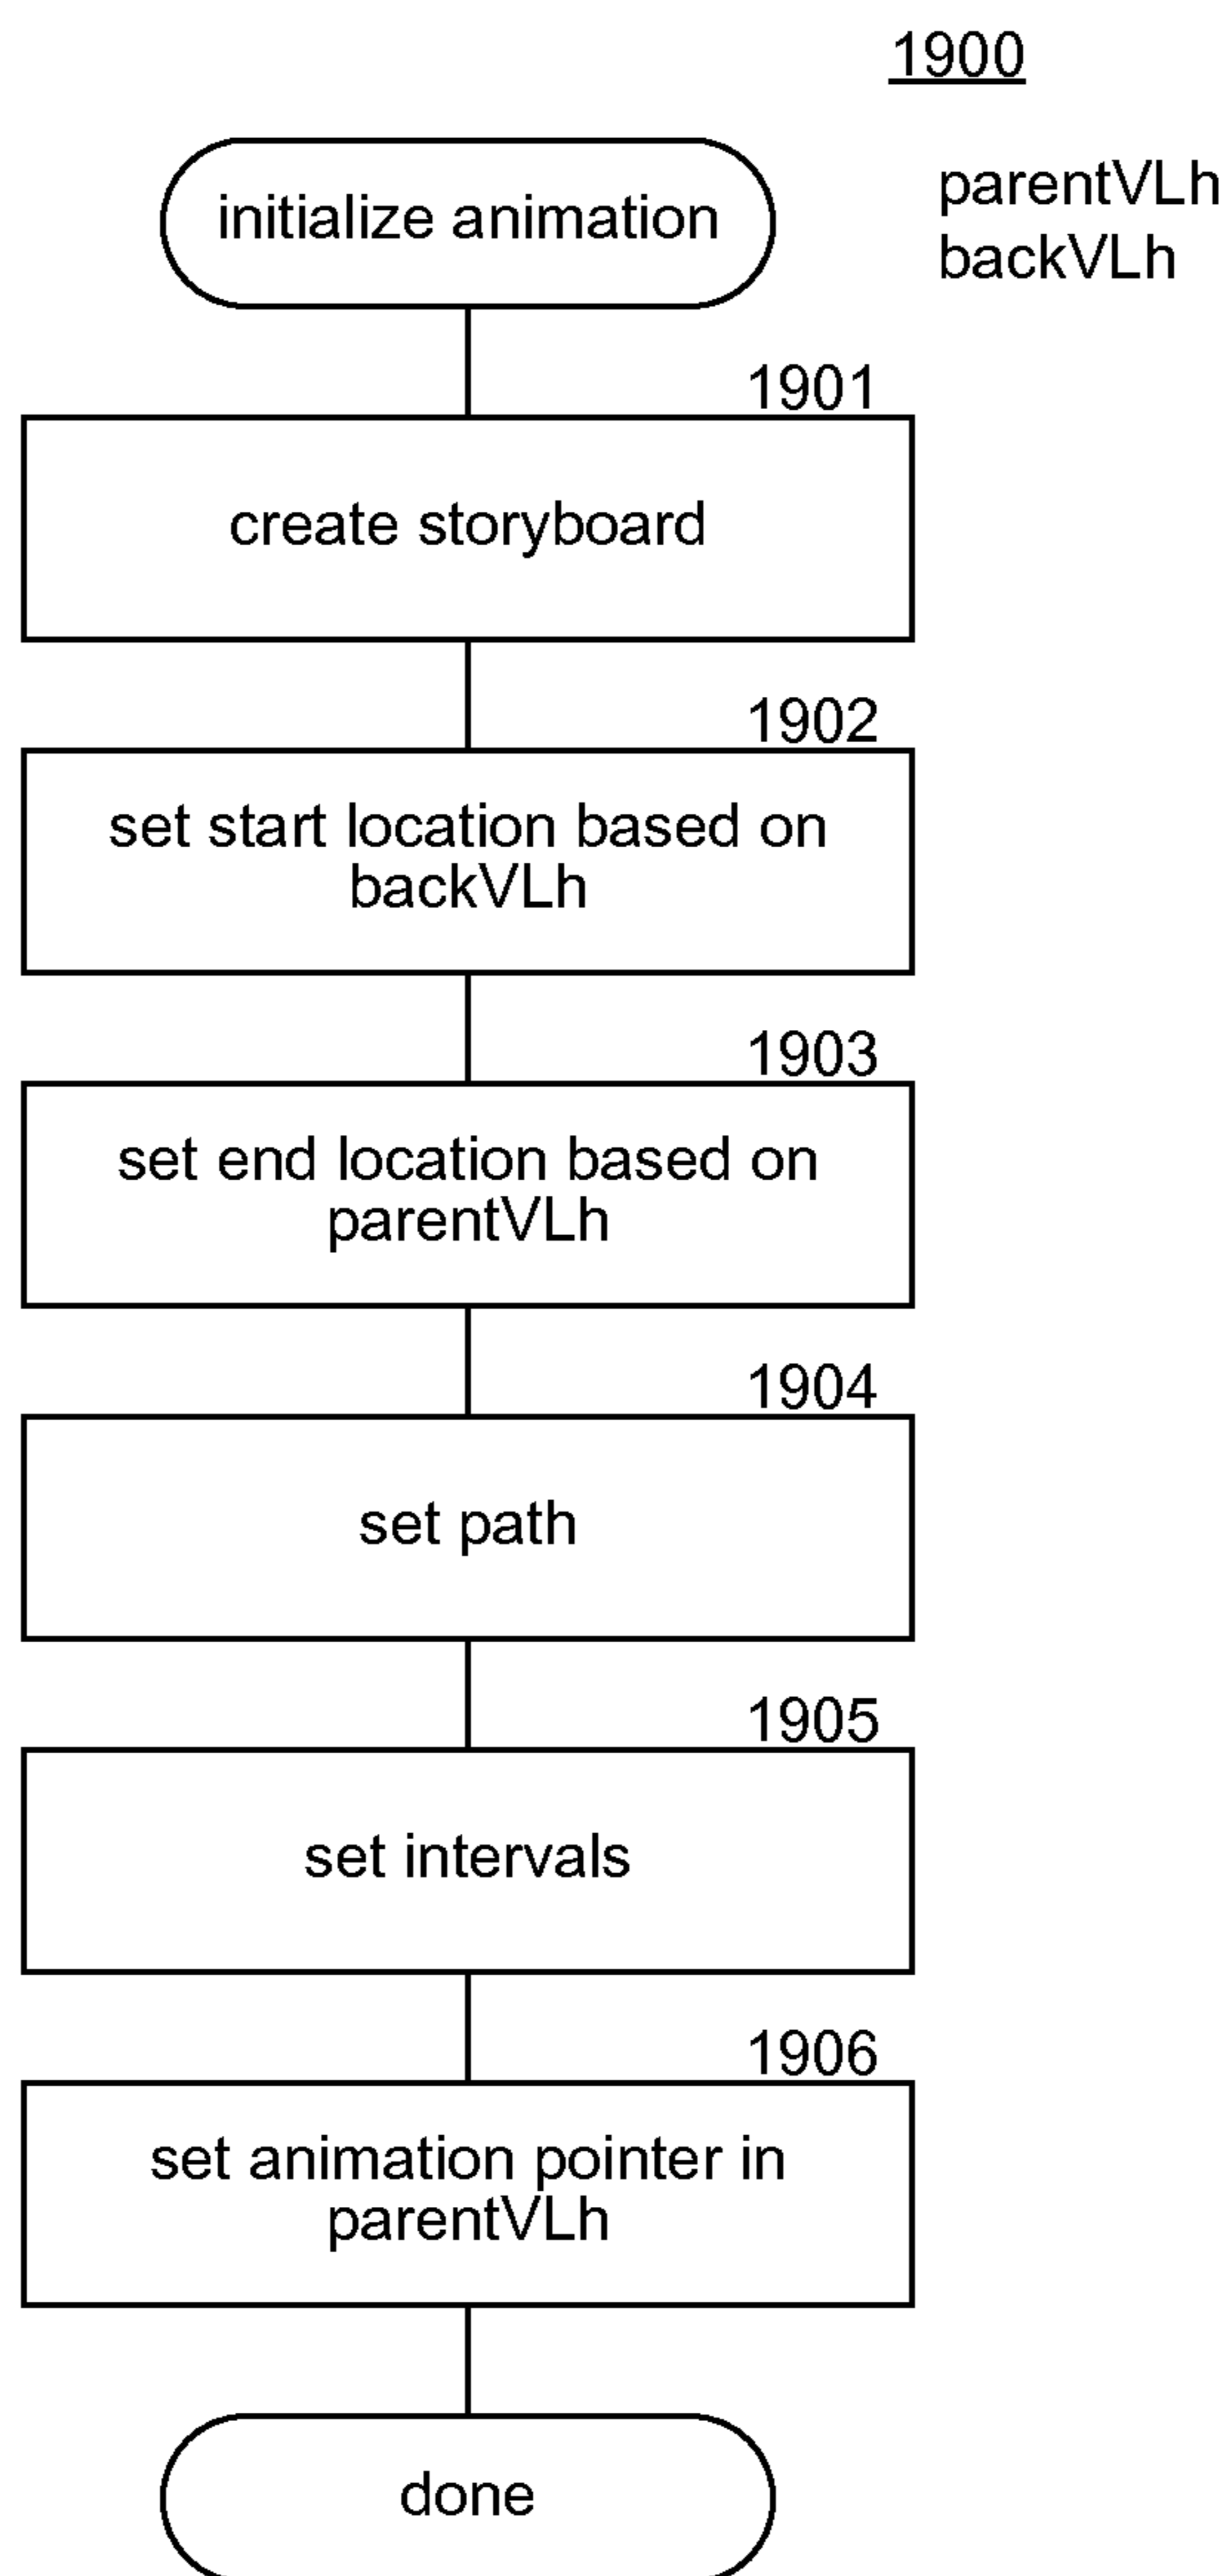 1900
initialize animation
parentVLh
backVLh
1901
create storyboard
1902
set start location based on
backVLh
1903
set end location based on
parentVLh
1904
set path
1905
set intervals
1906
set animation pointer in
parentVLh
done